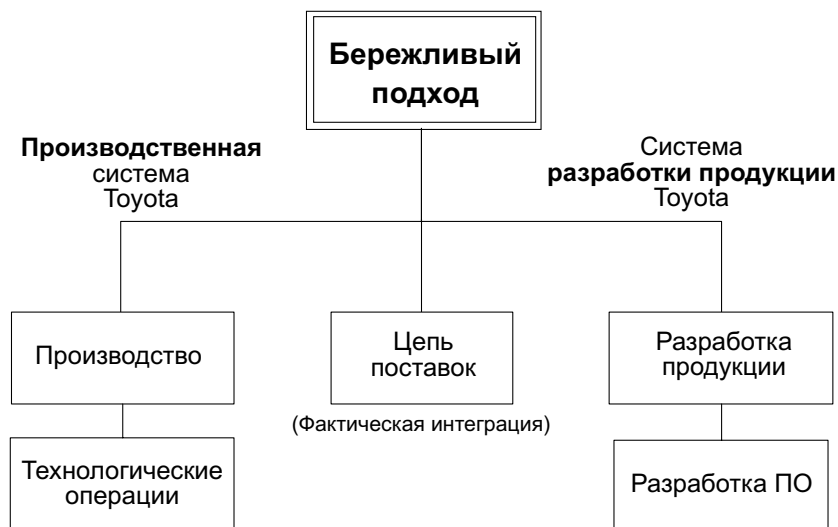 Бережливый
подход
Производственная
система
Toyota
Система
разработки продукции
Toyota
Производство
Цепь
поставок
Разработка
продукции
(Фактическая интеграция)
Технологические
операции
Разработка ПО